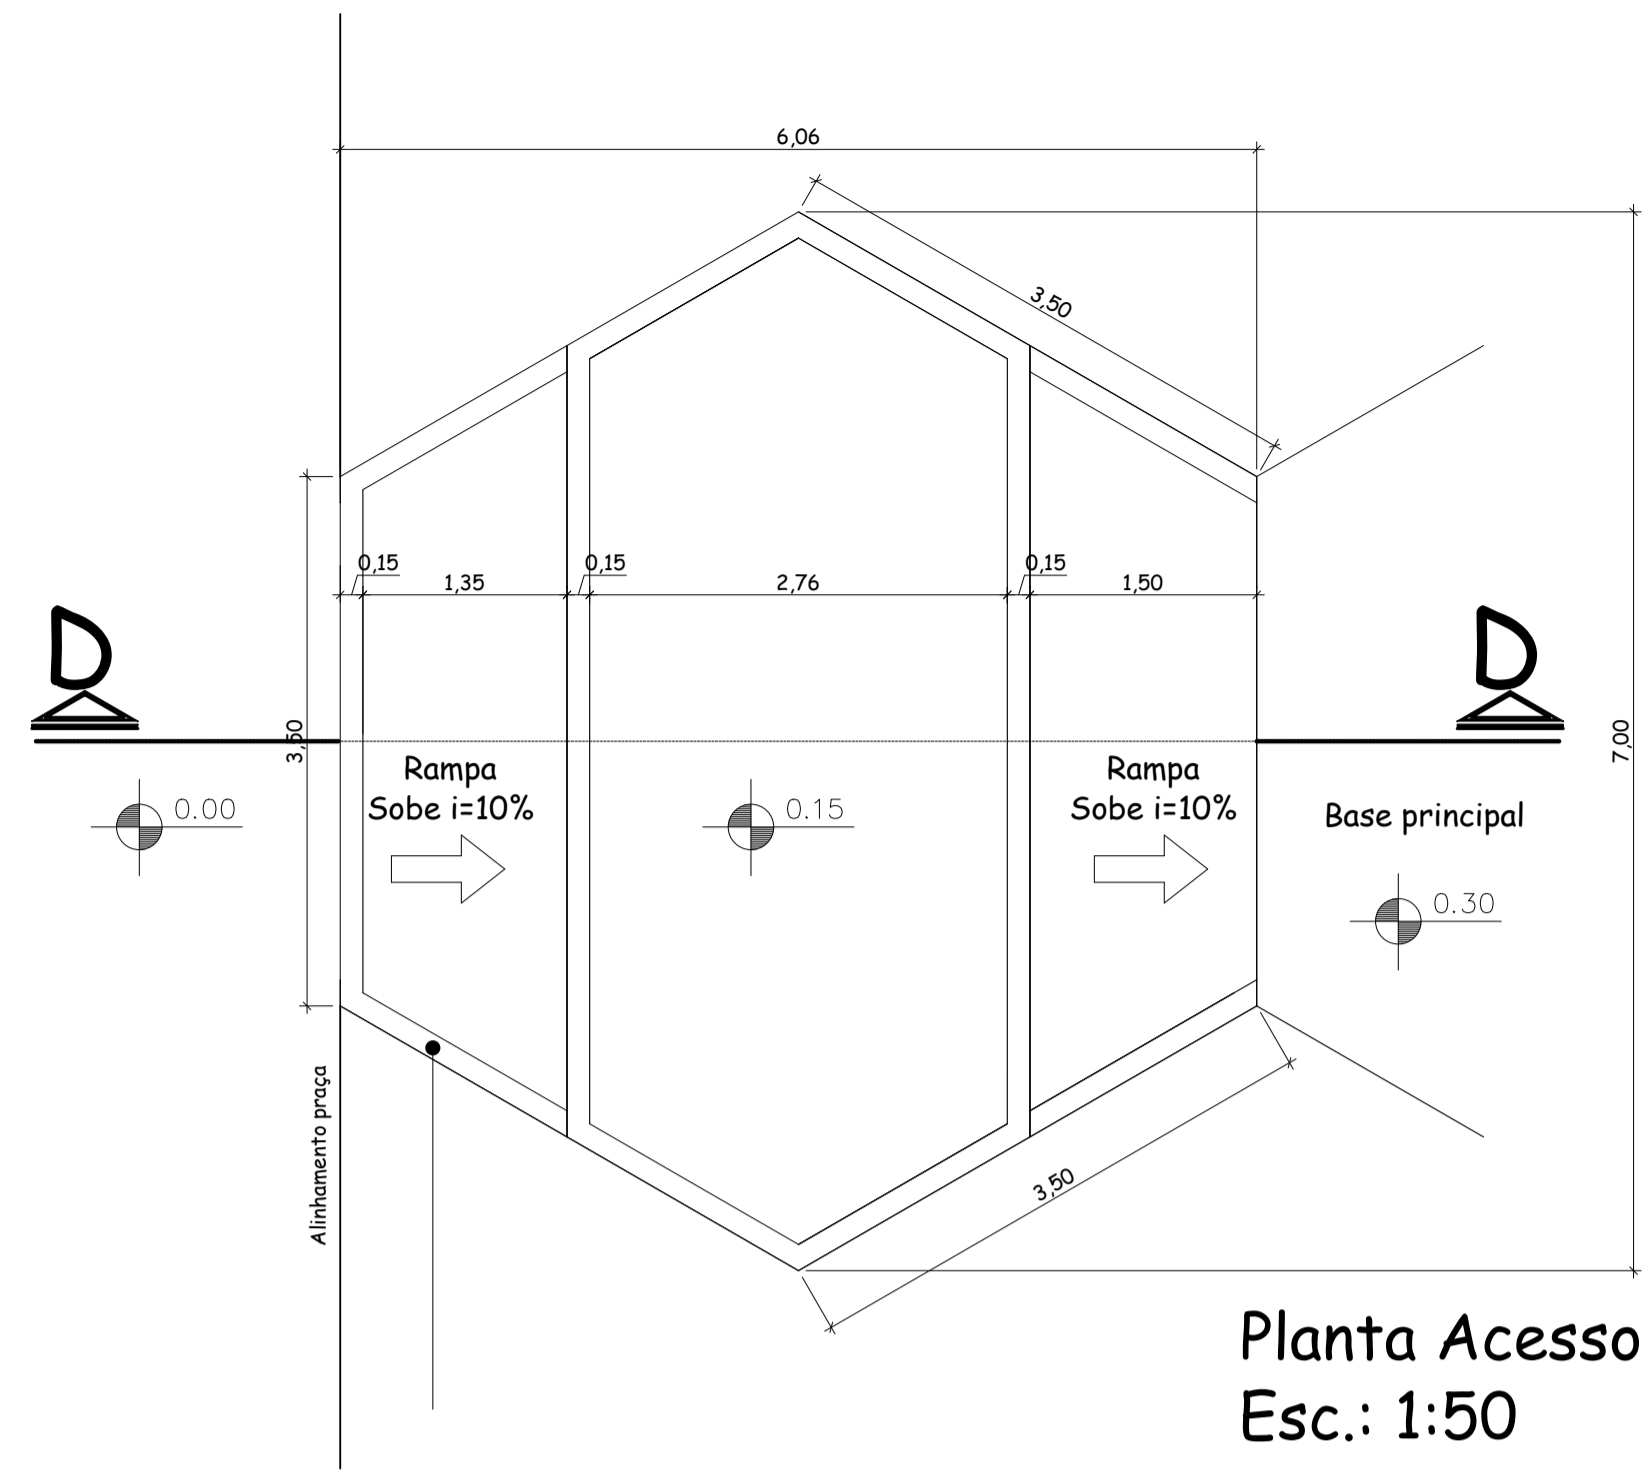 6,06
3,50
0,15
0,15
0,15
1,35
2,76
1,50
D
D
3,50
7,00
Rampa
Sobe i=10%
Rampa
Sobe i=10%
0.00
0.15
Base principal
0.30
Alinhamento praça
3,50
Planta Acesso
Esc.: 1:50